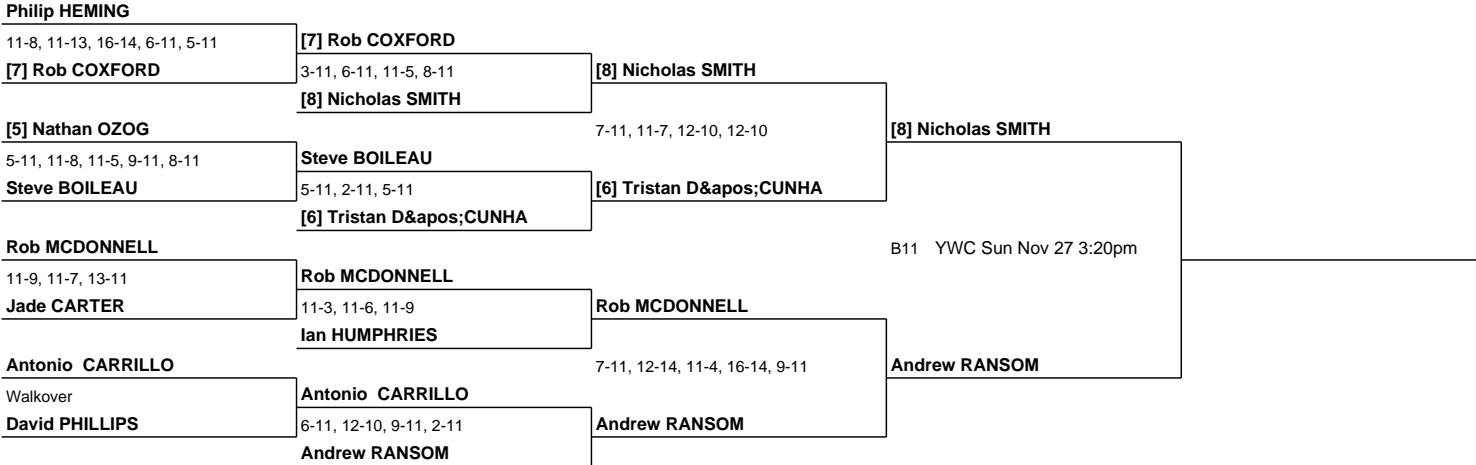 Philip HEMING
11-8, 11-13, 16-14, 6-11, 5-11
[7] Rob COXFORD
[7] Rob COXFORD
3-11, 6-11, 11-5, 8-11
[8] Nicholas SMITH
[8] Nicholas SMITH
[5] Nathan OZOG
7-11, 11-7, 12-10, 12-10
[8] Nicholas SMITH
5-11, 11-8, 11-5, 9-11, 8-11
Steve BOILEAU
Steve BOILEAU
5-11, 2-11, 5-11
[6] Tristan D&apos;CUNHA
[6] Tristan D&apos;CUNHA
Rob MCDONNELL
B11 YWC Sun Nov 27 3:20pm
11-9, 11-7, 13-11
Rob MCDONNELL
Jade CARTER
11-3, 11-6, 11-9
Rob MCDONNELL
Ian HUMPHRIES
Antonio CARRILLO
7-11, 12-14, 11-4, 16-14, 9-11
Andrew RANSOM
Walkover
Antonio CARRILLO
David PHILLIPS
6-11, 12-10, 9-11, 2-11
Andrew RANSOM
Andrew RANSOM